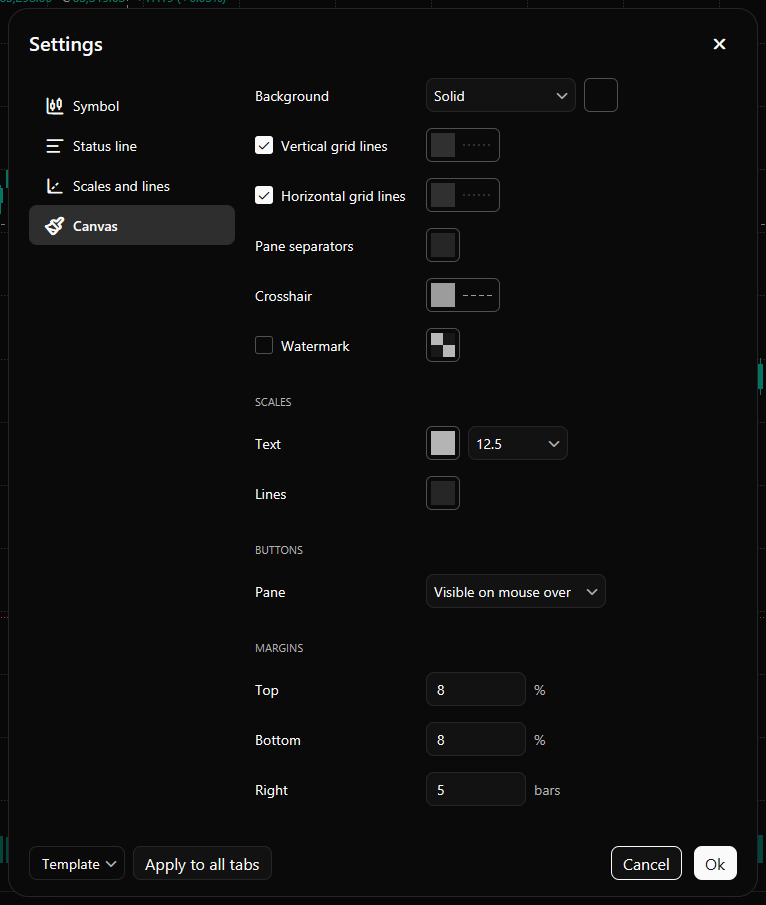 Settings
Symbol
Status line
Scales and lines
Canvas
Background Solid
Vertical grid lines
Horizontal grid lines
Pane separators
Crosshair
Watermark
SCALES
Text 12.5
Lines
BUTTONS
Pane Visible on mouse over
MARGINS
Top 8 %
Bottom 8 %
Right 5 bars
Template Apply to all tabs Cancel Ok